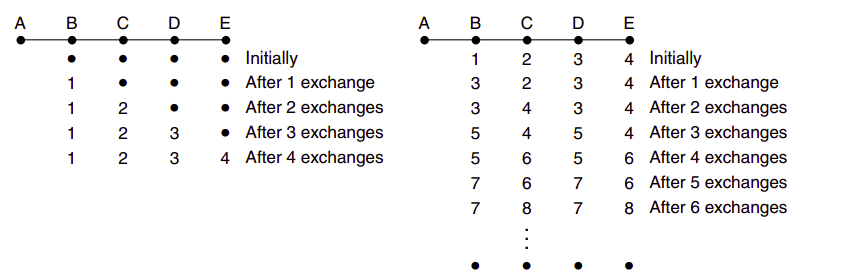 A B C D E
• • • • Initially
1 • • • After 1 exchange
1 2 • • After 2 exchanges
1 2 3 • After 3 exchanges
1 2 3 4 After 4 exchanges
A B C D E
1 2 3 4 Initially
3 2 3 4 After 1 exchange
3 4 3 4 After 2 exchanges
5 4 5 4 After 3 exchanges
5 6 5 6 After 4 exchanges
7 6 7 6 After 5 exchanges
7 8 7 8 After 6 exchanges
⋮
• • • •